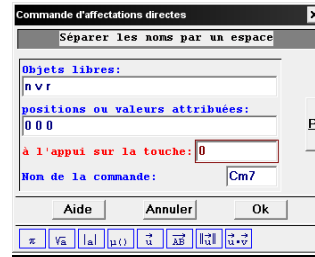 Commande d'affectations directes
Séparer les noms par un espace
Objets libres:
n v r
positions ou valeurs attribuées:
0 0 0
à l'appui sur la touche: 0
Nom de la commande: Cm7
Aide Annuler Ok
π √a |a| μ() u AB ||u|| u•v